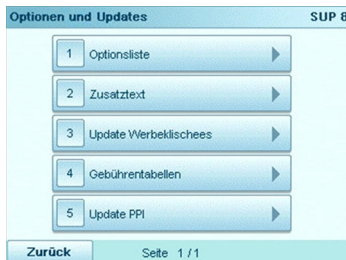 Optionen und Updates SUP 8
1 Optionsliste
2 Zusatztext
3 Update Werbeklischees
4 Gebührentabellen
5 Update PPI
Zurück Seite 1/1